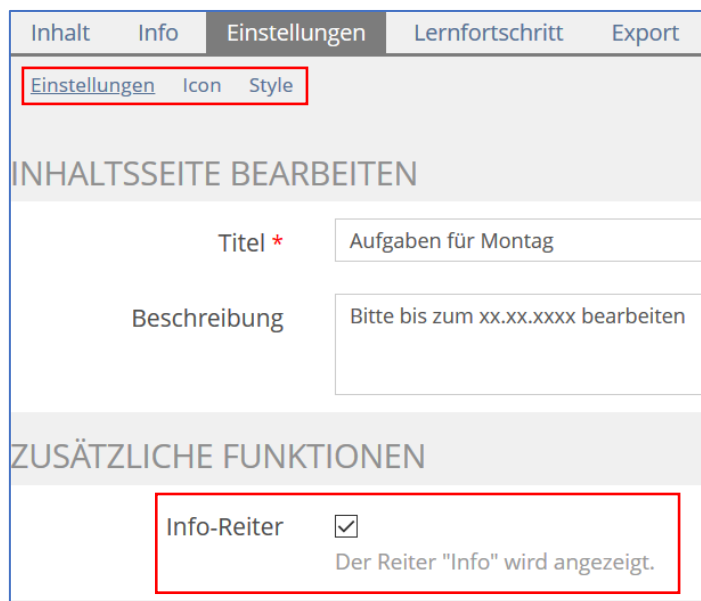 Inhalt Info Einstellungen Lernfortschritt Export
Einstellungen Icon Style
INHALTSSEITE BEARBEITEN
Titel * Aufgaben für Montag
Beschreibung Bitte bis zum xx.xx.xxxx bearbeiten
ZUSÄTZLICHE FUNKTIONEN
Info-Reiter
Der Reiter "Info" wird angezeigt.